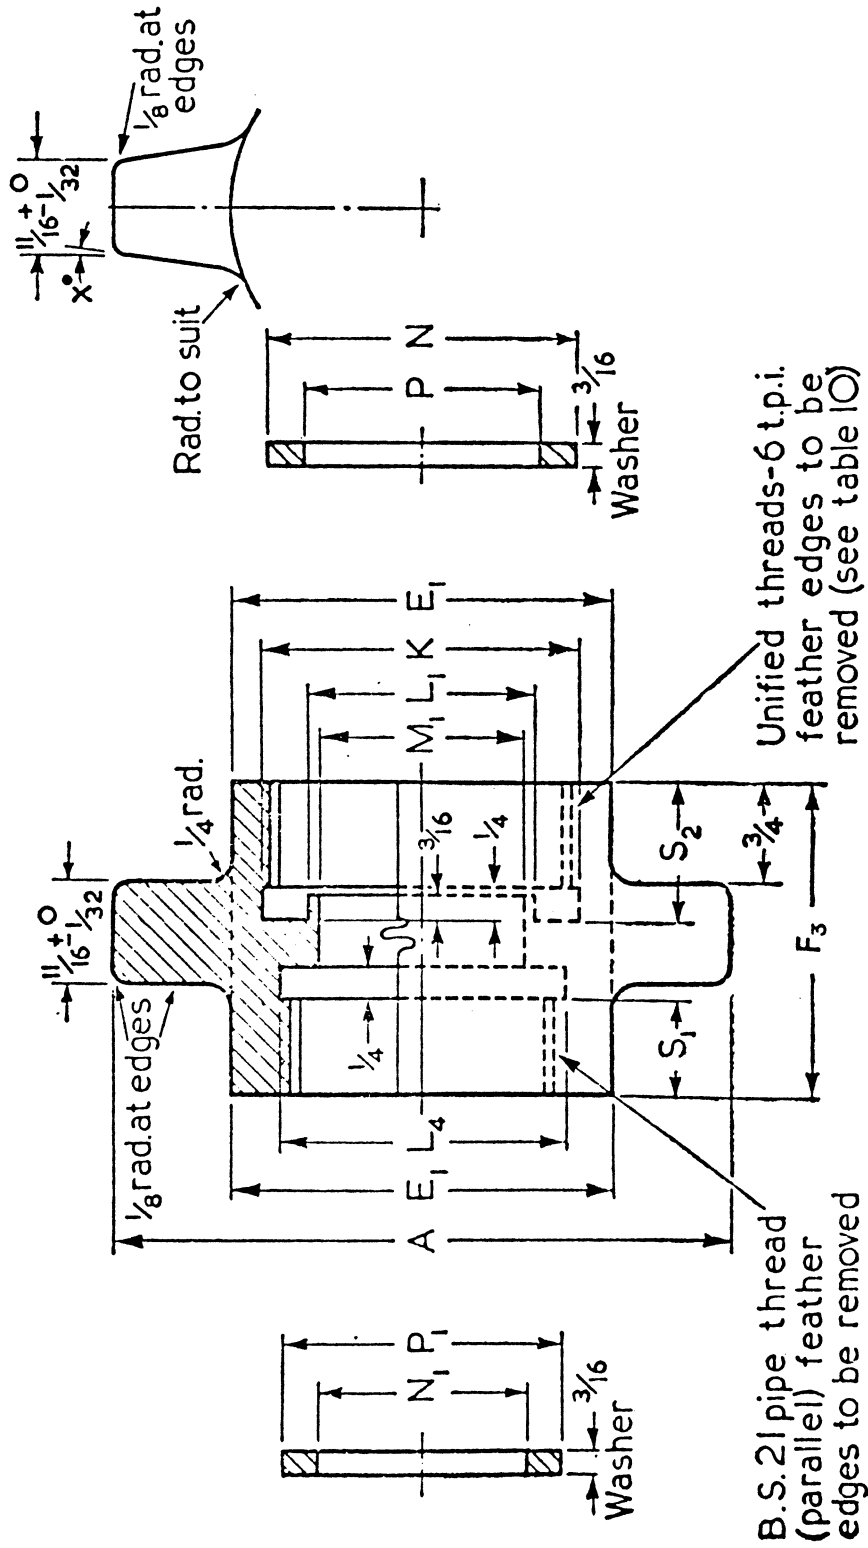 1/8 rad. at
edges
11/16 +0 -1/32
x°
Rad. to suit
P
N
3/16
Washer
11/16 +0 -1/32
1/4 rad.
1/8 rad. at edges
E1
K
L1
M1
3/16
1/4
1/4
S2
3/4
F3
S1
L4
E1
A
Unified threads-6 t.p.i.
feather edges to be
removed (see table 10)
P1
N1
3/16
Washer
B.S. 21 pipe thread
(parallel) feather
edges to be removed